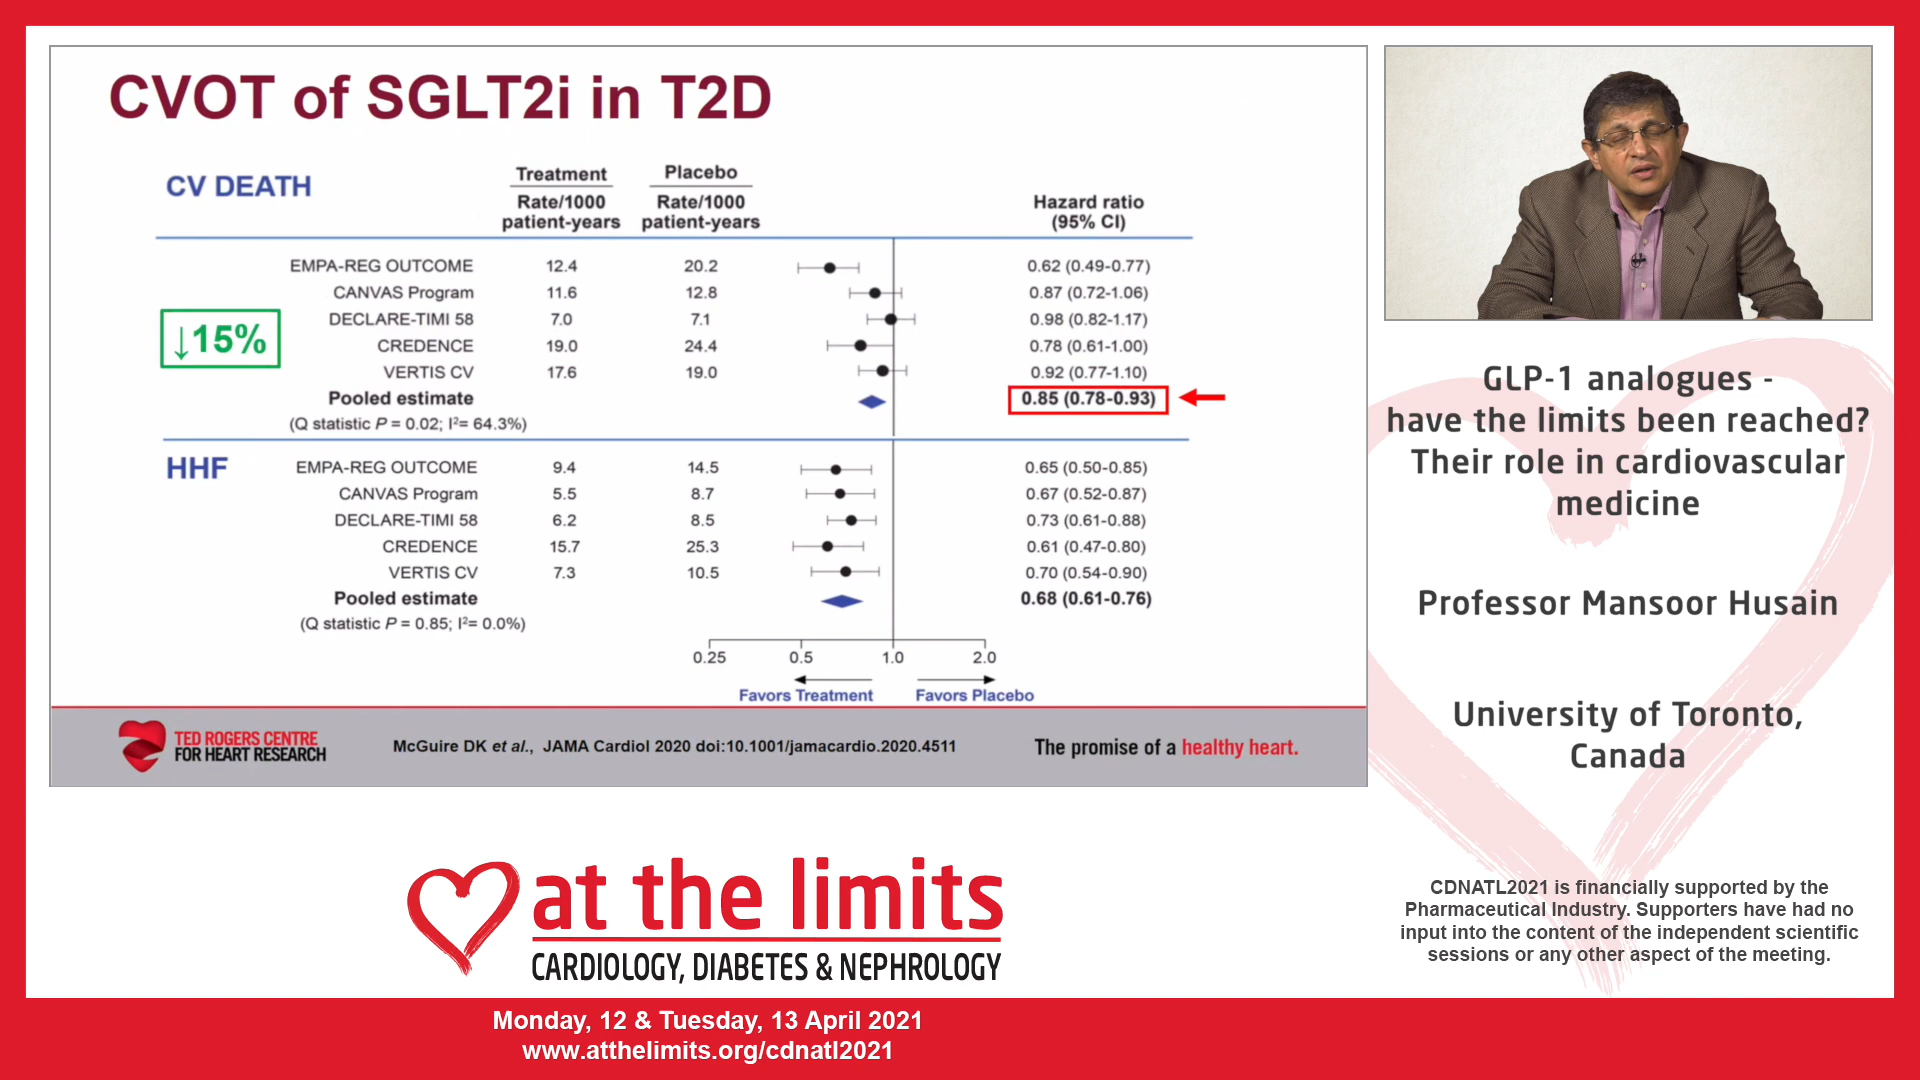 CVOT of SGLT2i in T2D
CV DEATH
Treatment
Placebo
Rate/1000 patient-years
Rate/1000 patient-years
Hazard ratio (95% CI)
EMPA-REG OUTCOME 12.4 20.2 0.62 (0.49-0.77)
CANVAS Program 11.6 12.8 0.87 (0.72-1.06)
DECLARE-TIMI 58 7.0 7.1 0.98 (0.82-1.17)
↓15%
CREDENCE 19.0 24.4 0.78 (0.61-1.00)
VERTIS CV 17.6 19.0 0.92 (0.77-1.10)
Pooled estimate 0.85 (0.78-0.93)
(Q statistic P = 0.02; I²= 64.3%)
HHF
EMPA-REG OUTCOME 9.4 14.5 0.65 (0.50-0.85)
CANVAS Program 5.5 8.7 0.67 (0.52-0.87)
DECLARE-TIMI 58 6.2 8.5 0.73 (0.61-0.88)
CREDENCE 15.7 25.3 0.61 (0.47-0.80)
VERTIS CV 7.3 10.5 0.70 (0.54-0.90)
Pooled estimate 0.68 (0.61-0.76)
(Q statistic P = 0.85; I²= 0.0%)
0.25 0.5 1.0 2.0
Favors Treatment Favors Placebo
TED ROGERS CENTRE
FOR HEART RESEARCH
McGuire DK et al., JAMA Cardiol 2020 doi:10.1001/jamacardio.2020.4511
The promise of a healthy heart.
GLP-1 analogues -
have the limits been reached?
Their role in cardiovascular
medicine
Professor Mansoor Husain
University of Toronto,
Canada
CDNATL2021 is financially supported by the
Pharmaceutical Industry. Supporters have had no
input into the content of the independent scientific
sessions or any other aspect of the meeting.
at the limits
CARDIOLOGY, DIABETES & NEPHROLOGY
Monday, 12 & Tuesday, 13 April 2021
www.atthelimits.org/cdnatl2021